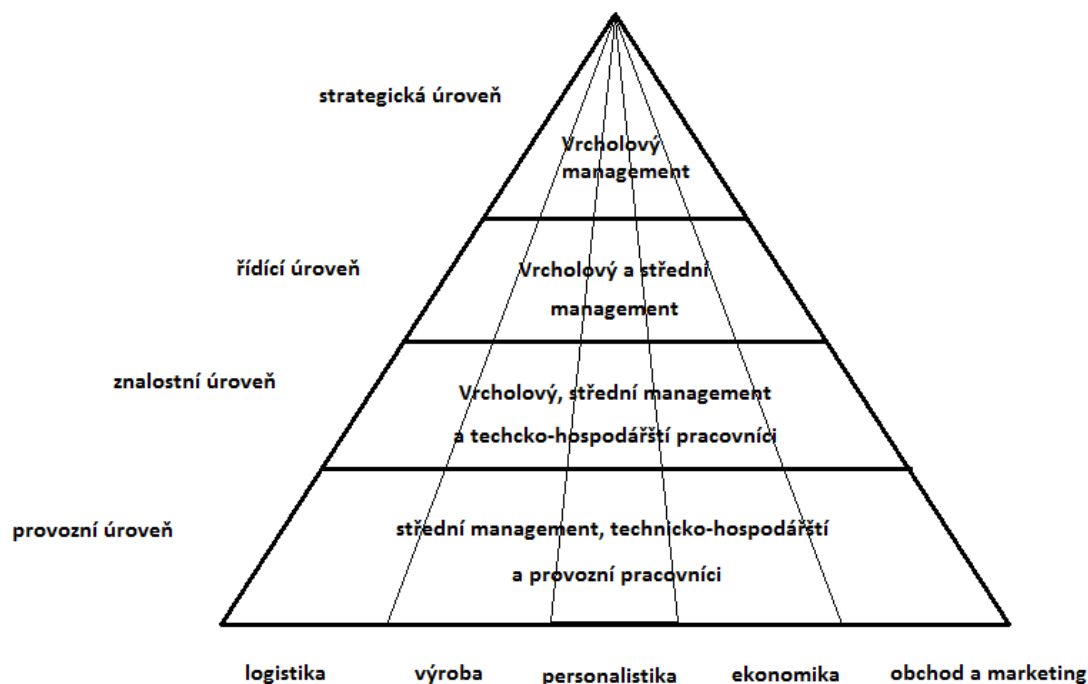 strategická úroveň
Vrcholový
management
řídící úroveň
Vrcholový a střední
management
znalostní úroveň
Vrcholový, střední management
a techcko-hospodářští pracovníci
provozní úroveň
střední management, technicko-hospodářští
a provozní pracovníci
logistika výroba personalistika ekonomika obchod a marketing